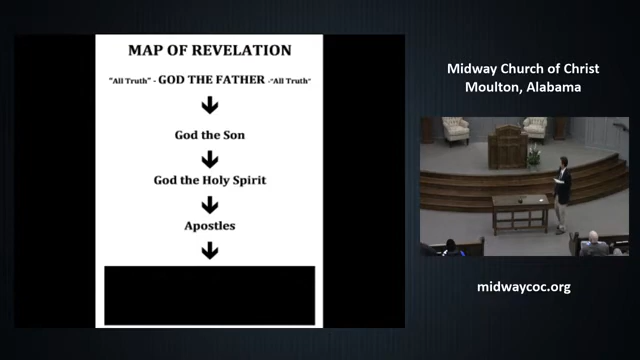 MAP OF REVELATION
"All Truth" - GOD THE FATHER -"All Truth"
God the Son
God the Holy Spirit
Apostles
Midway Church of Christ
Moulton, Alabama
midwaycoc.org